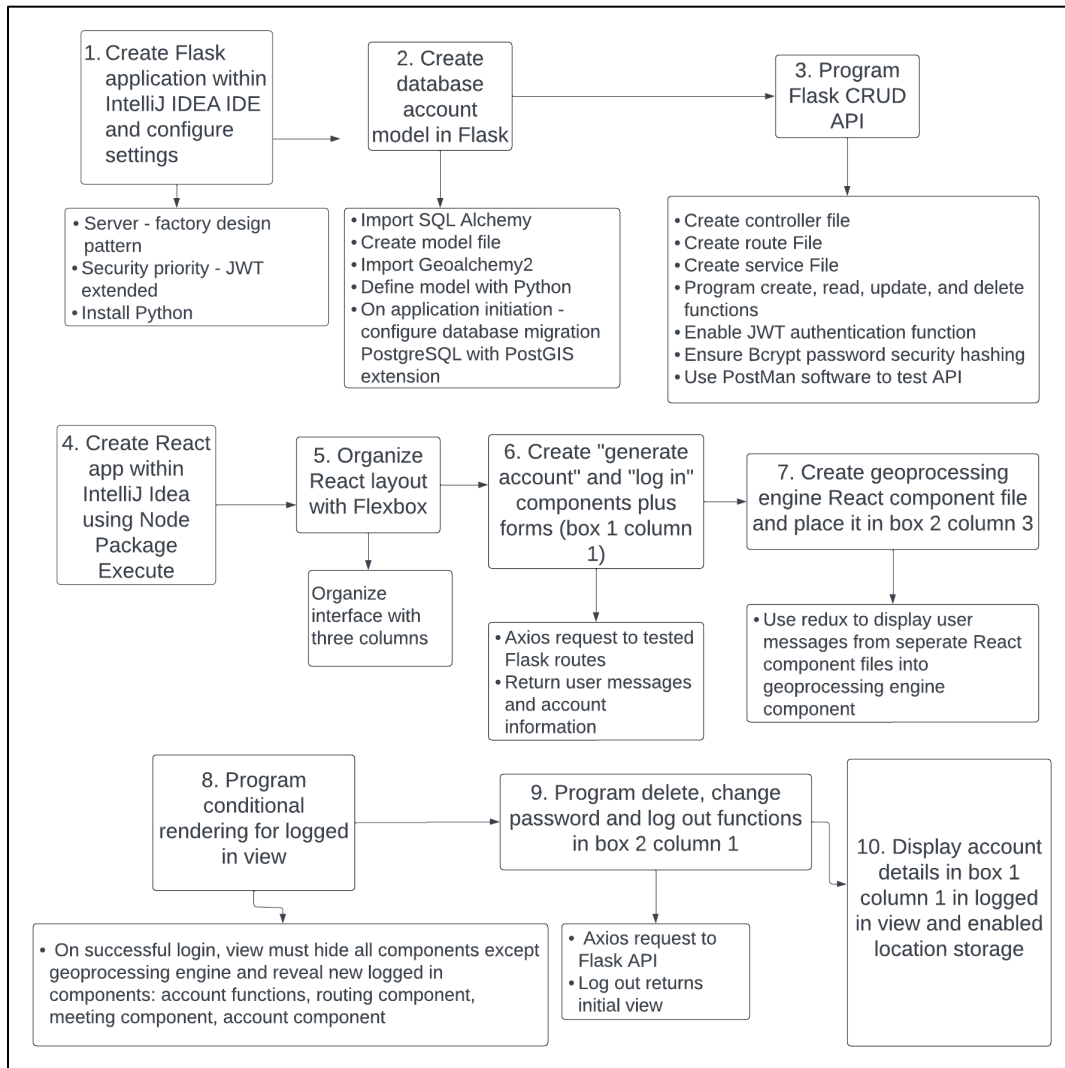 1. Create Flask
application within
IntelliJ IDEA IDE
and configure
settings
2. Create
database
account
model in Flask
3. Program
Flask CRUD
API
• Server - factory design
pattern
• Security priority - JWT
extended
• Install Python
• Import SQL Alchemy
• Create model file
• Import Geoalchemy2
• Define model with Python
• On application initiation -
configure database migration
PostgreSQL with PostGIS
extension
• Create controller file
• Create route File
• Create service File
• Program create, read, update, and delete
functions
• Enable JWT authentication function
• Ensure Bcrypt password security hashing
• Use PostMan software to test API
4. Create React
app within
IntelliJ Idea
using Node
Package
Execute
5. Organize
React layout
with Flexbox
6. Create "generate
account" and "log in"
components plus
forms (box 1 column
1)
7. Create geoprocessing
engine React component file
and place it in box 2 column 3
Organize
interface with
three columns
• Axios request to tested
Flask routes
• Return user messages
and account
information
• Use redux to display user
messages from seperate React
component files into
geoprocessing engine
component
8. Program
conditional
rendering for logged
in view
9. Program delete, change
password and log out functions
in box 2 column 1
10. Display account
details in box 1
column 1 in logged
in view and enabled
location storage
• On successful login, view must hide all components except
geoprocessing engine and reveal new logged in
components: account functions, routing component,
meeting component, account component
• Axios request to
Flask API
• Log out returns
initial view